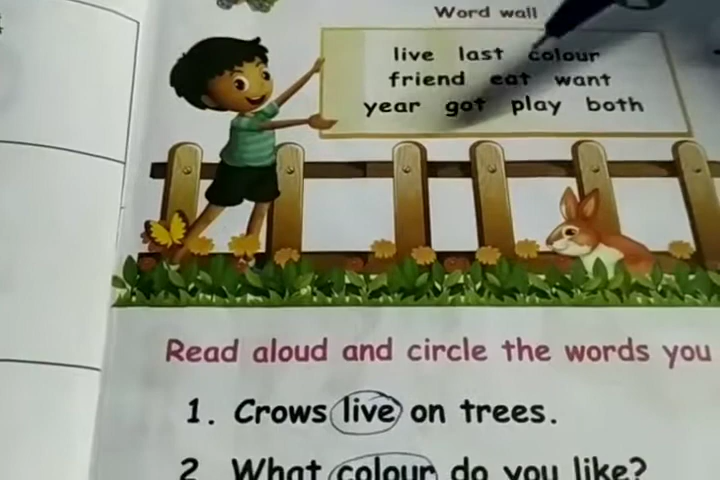 Word wall
live last colour
friend eat want
year got play both
Read aloud and circle the words you
1. Crows live on trees.
2 What colour do you like?